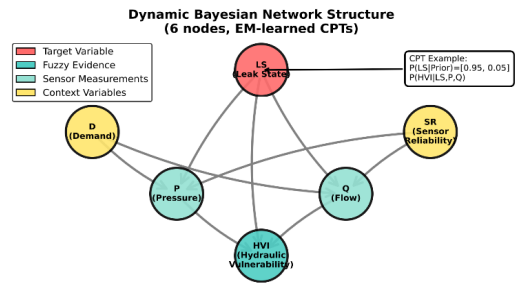 Dynamic Bayesian Network Structure
(6 nodes, EM-learned CPTs)
Target Variable
Fuzzy Evidence
Sensor Measurements
Context Variables
LS
(Leak State)
CPT Example:
P(LS|Prior)=[0.95, 0.05]
P(HVI|LS,P,Q)
D
(Demand)
SR
(Sensor
Reliability)
P
(Pressure)
Q
(Flow)
HVI
(Hydraulic
Vulnerability)